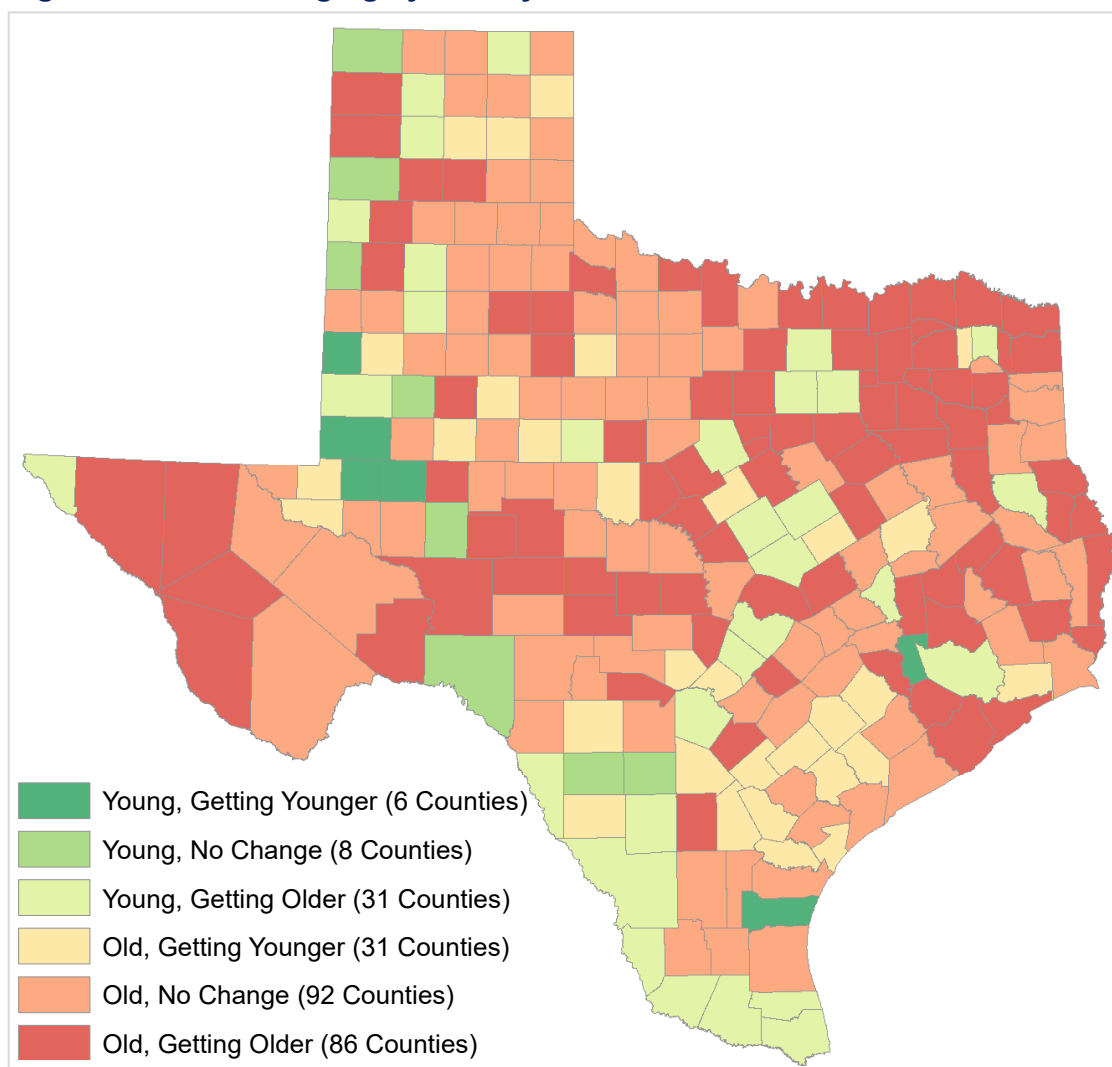 Young, Getting Younger (6 Counties)
Young, No Change (8 Counties)
Young, Getting Older (31 Counties)
Old, Getting Younger (31 Counties)
Old, No Change (92 Counties)
Old, Getting Older (86 Counties)